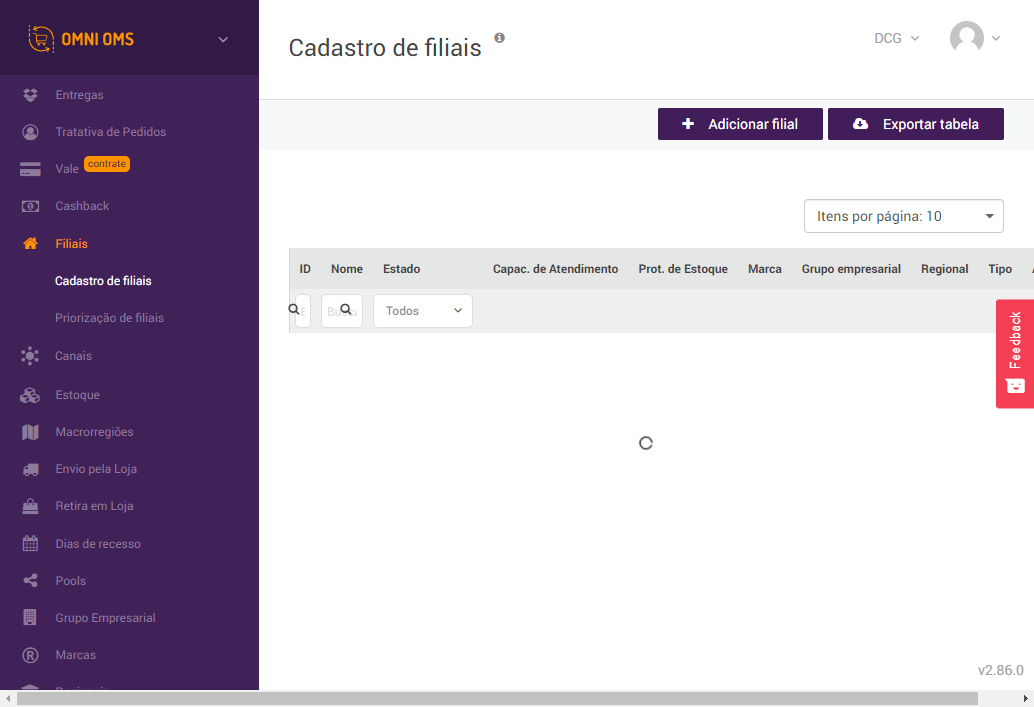 OMNI OMS
Entregas
Tratativa de Pedidos
Vale contrate
Cashback
Filiais
Cadastro de filiais
Priorização de filiais
Canais
Estoque
Macrorregiões
Envio pela Loja
Retira em Loja
Dias de recesso
Pools
Grupo Empresarial
Marcas
Cadastro de filiais
DCG
Adicionar filial
Exportar tabela
Itens por página: 10
ID Nome Estado Capac. de Atendimento Prot. de Estoque Marca Grupo empresarial Regional Tipo
Todos
Feedback
v2.86.0